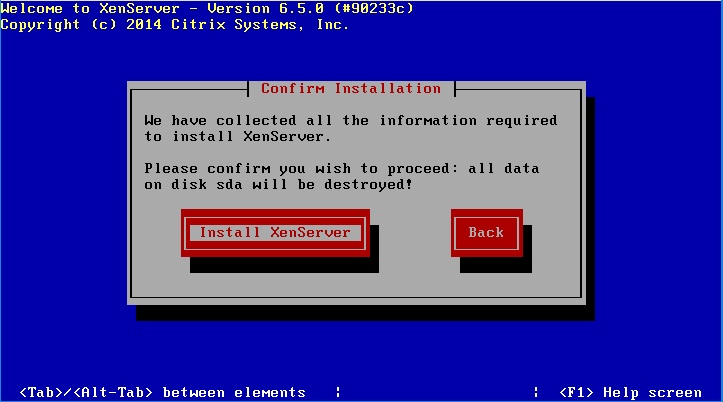 Welcome to XenServer - Version 6.5.0 (#90233c)
Copyright (c) 2014 Citrix Systems, Inc.
Confirm Installation
We have collected all the information required
to install XenServer.
Please confirm you wish to proceed: all data
on disk sda will be destroyed!
Install XenServer
Back
<Tab>/<Alt-Tab> between elements ¦ ¦ <F1> Help screen